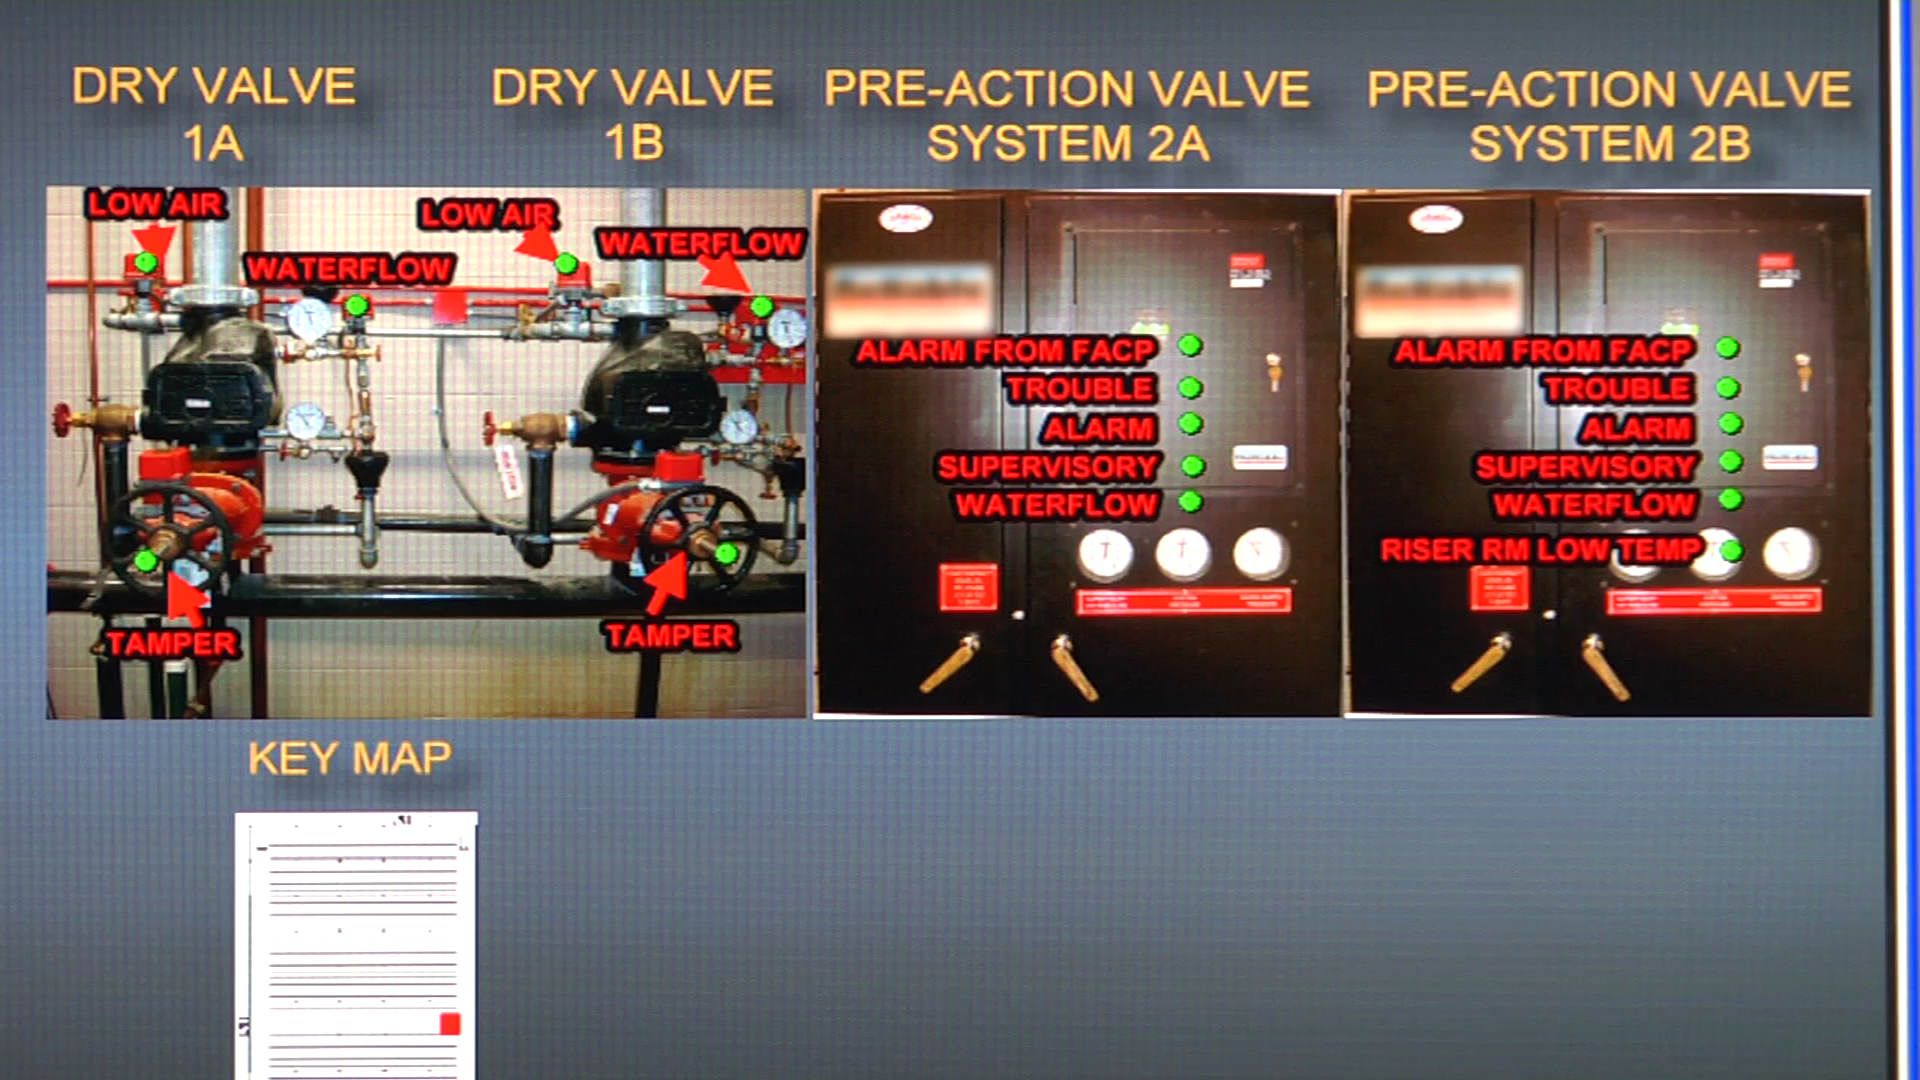 DRY VALVE
1A
DRY VALVE
1B
PRE-ACTION VALVE
SYSTEM 2A
PRE-ACTION VALVE
SYSTEM 2B
LOW AIR
WATERFLOW
TAMPER
LOW AIR
WATERFLOW
TAMPER
ALARM FROM FACP
TROUBLE
ALARM
SUPERVISORY
WATERFLOW
ALARM FROM FACP
TROUBLE
ALARM
SUPERVISORY
WATERFLOW
RISER RM LOW TEMP
KEY MAP